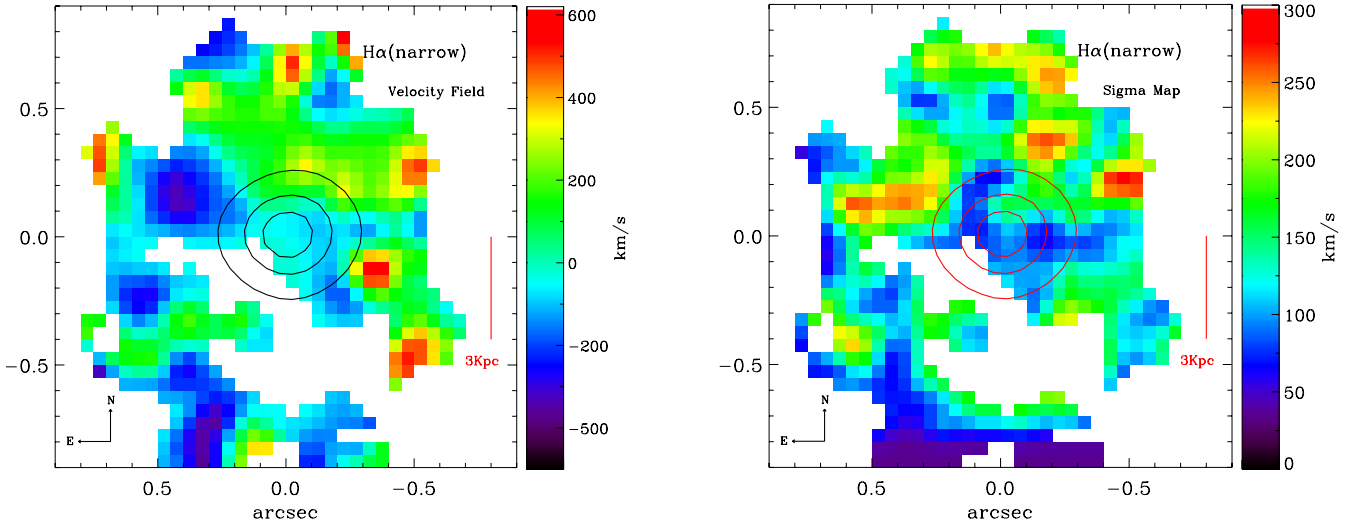 Hα(narrow)
Velocity Field
0.5
0.0
−0.5
3Kpc
N
E
0.5 0.0 −0.5
arcsec
600
400
200
0
−200
−400
−500
km/s
Hα(narrow)
Sigma Map
0.5
0.0
−0.5
3Kpc
N
E
0.5 0.0 −0.5
arcsec
300
250
200
150
100
50
0
km/s